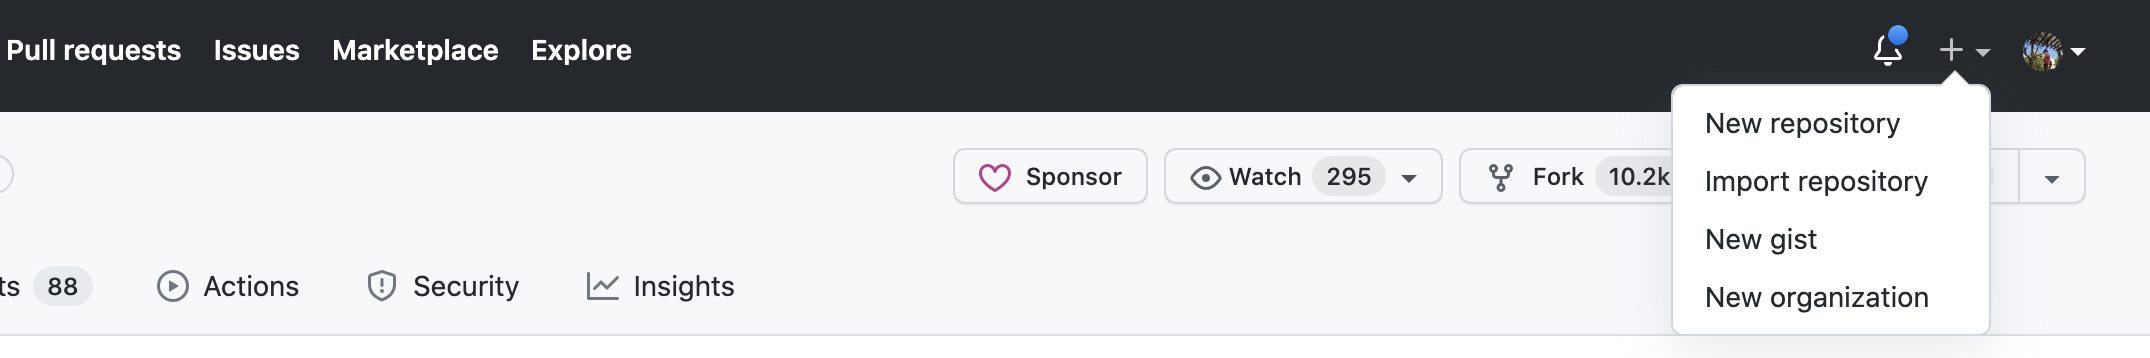 Pull requests Issues Marketplace Explore
New repository
Sponsor Watch 295 Fork 10.2k
Import repository
New gist
88 Actions Security Insights
New organization